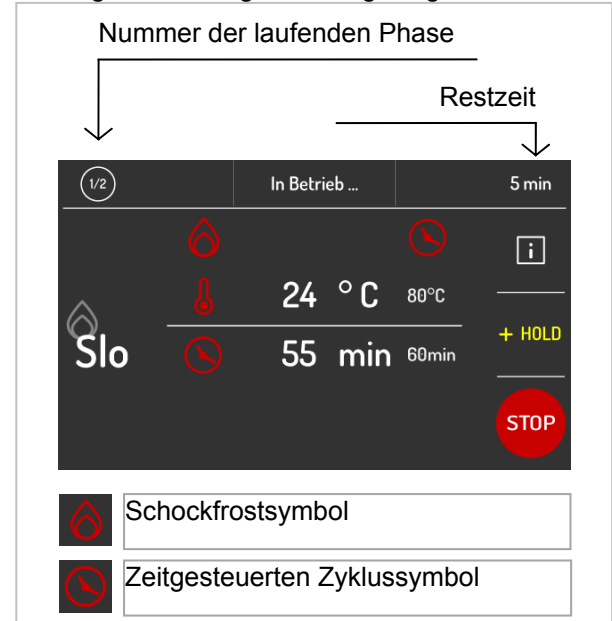 Nummer der laufenden Phase
Restzeit
1/2 In Betrieb ... 5 min
24 °C 80°C
Slo 55 min 60min
+ HOLD
STOP
Schockfrostsymbol
Zeitgesteuerten Zyklussymbol